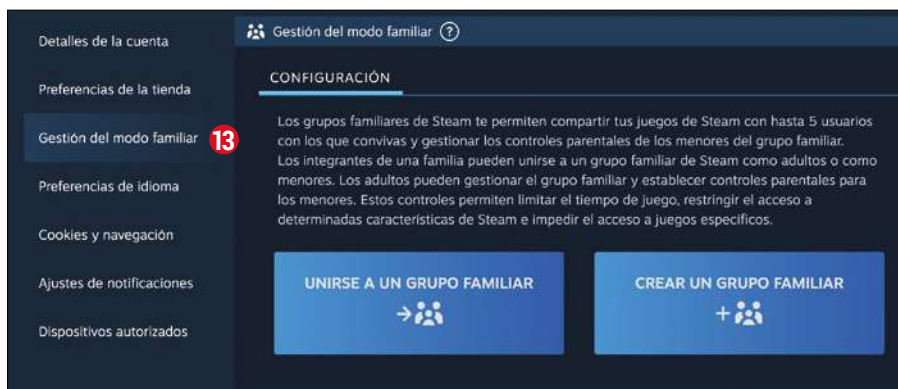 Detalles de la cuenta
Preferencias de la tienda
Gestión del modo familiar 13
Preferencias de idioma
Cookies y navegación
Ajustes de notificaciones
Dispositivos autorizados
Gestión del modo familiar ?
CONFIGURACIÓN
Los grupos familiares de Steam te permiten compartir tus juegos de Steam con hasta 5 usuarios
con los que convivas y gestionar los controles parentales de los menores del grupo familiar.
Los integrantes de una familia pueden unirse a un grupo familiar de Steam como adultos o como
menores. Los adultos pueden gestionar el grupo familiar y establecer controles parentales para
los menores. Estos controles permiten limitar el tiempo de juego, restringir el acceso a
determinadas características de Steam e impedir el acceso a juegos específicos.
UNIRSE A UN GRUPO FAMILIAR
CREAR UN GRUPO FAMILIAR